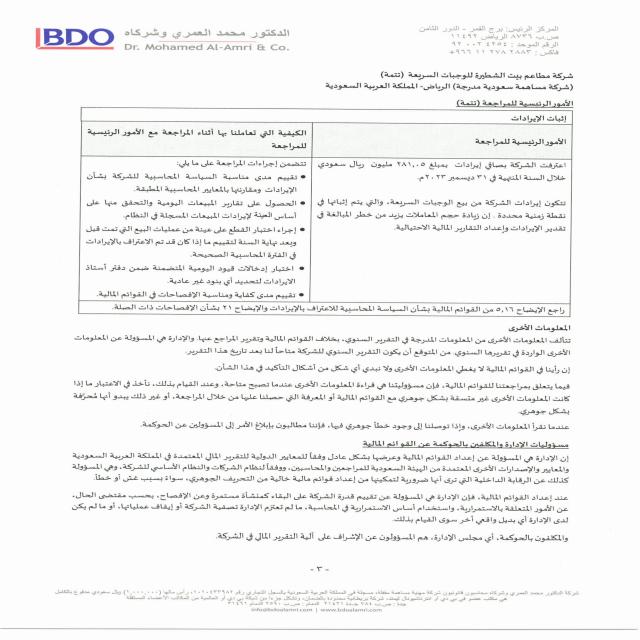 BDO
الدكتور محمد العمري وشركاه
Dr. Mohamed Al-Amri & Co.
المركز الرئيس: برج القمر - الدور الثامن
ص.ب ٨٧٣٦ الرياض ١١٤٩٢
الرقم الموحد : ٤٢٥٤ ٠٠٢ ٩٢
فاكس : ٢٨٨٣ ٢٧٨ ١١ ٩٦٦+
شركة مطاعم بيت الشطيرة للوجبات السريعة (تتمة)
(شركة مساهمة سعودية مدرجة) الرياض- المملكة العربية السعودية
الأمور الرئيسية للمراجعة (تتمة)
إثبات الإيرادات
الأمور الرئيسية للمراجعة
الكيفية التي تعاملنا بها أثناء المراجعة مع الأمور الرئيسية
للمراجعة
اعترفت الشركة بصافي إيرادات بمبلغ ٢٨١,٠٥ مليون ريال سعودي
خلال السنة المنتهية في ٣١ ديسمبر ٢٠٢٣م.
تتكون إيرادات الشركة من بيع الوجبات السريعة، والتي يتم إثباتها في
نقطة زمنية محددة . إن زيادة حجم المعاملات يزيد من خطر المبالغة في
تقدير الإيرادات وإعداد التقارير المالية الاحتيالية.
تتضمن إجراءات المراجعة على ما يلي:
• تقييم مدى مناسبة السياسة المحاسبية للشركة بشأن
الإيرادات ومقارنتها بالمعايير المحاسبية المطبقة.
• الحصول على تقارير المبيعات اليومية والتحقق منها على
أساس العينة لإيرادات المبيعات المسجلة في النظام.
• إجراء اختبار القطع على عينة من عمليات البيع التي تمت قبل
وبعد نهاية السنة لتقييم ما إذا كان قد تم الاعتراف بالإيرادات
في الفترة المحاسبية الصحيحة.
• اختبار إدخالات قيود اليومية المتضمنة ضمن دفتر أستاذ
الايرادات لتحديد أي بنود غير عادية.
• تقييم مدى كفاية ومناسبة الإفصاحات في القوائم المالية.
راجع الإيضاح ٥,١٦ من القوائم المالية بشأن السياسة المحاسبية للاعتراف بالإيرادات والإيضاح ٢١ بشأن الإفصاحات ذات الصلة.
المعلومات الأخرى
تتألف المعلومات الأخرى من المعلومات المدرجة في التقرير السنوي، بخلاف القوائم المالية وتقرير المراجع عنها. والإدارة هي المسؤولة عن المعلومات
الأخرى الواردة في تقريرها السنوي. من المتوقع أن يكون التقرير السنوي للشركة متاحاً لنا بعد تاريخ هذا التقرير.
إن رأينا في القوائم المالية لا يغطي المعلومات الأخرى ولا نبدي أي شكل من أشكال التأكيد في هذا الشأن.
فيما يتعلق بمراجعتنا للقوائم المالية، فإن مسؤوليتنا هي قراءة المعلومات الأخرى عندما تصبح متاحة، وعند القيام بذلك، نأخذ في الاعتبار ما إذا
كانت المعلومات الأخرى غير متسقة بشكل جوهري مع القوائم المالية أو المعرفة التي حصلنا عليها من خلال المراجعة، أو غير ذلك يبدو أنها مُحرّفة
بشكل جوهري.
عندما نقرأ المعلومات الأخرى، وإذا توصلنا إلى وجود خطأ جوهري فيها، فإننا مطالبون بإبلاغ الأمر إلى المسؤولين عن الحوكمة.
مسؤوليات الإدارة والمكلفين بالحوكمة عن القوائم المالية
إن الإدارة هي المسؤولة عن إعداد القوائم المالية وعرضها بشكل عادل وفقاً للمعايير الدولية للتقرير المالي المعتمدة في المملكة العربية السعودية
والمعايير والإصدارات الأخرى المعتمدة من الهيئة السعودية للمراجعين والمحاسبين، ووفقاً لنظام الشركات والنظام الأساسي للشركة، وهي المسؤولة
كذلك عن الرقابة الداخلية التي ترى أنها ضرورية لتمكينها من إعداد قوائم مالية خالية من التحريف الجوهري، سواءً بسبب غش أو خطأ.
عند إعداد القوائم المالية، فإن الإدارة هي المسؤولة عن تقييم قدرة الشركة على البقاء كمنشأة مستمرة وعن الإفصاح، بحسب مقتضى الحال،
عن الأمور المتعلقة بالاستمرارية، واستخدام أساس الاستمرارية في المحاسبة، ما لم تعتزم الإدارة تصفية الشركة أو إيقاف عملياتها، أو ما لم يكن
لدى الإدارة أي بديل واقعي آخر سوى القيام بذلك.
والمكلفون بالحوكمة، أي مجلس الإدارة، هم المسؤولون عن الإشراف على آلية التقرير المالي في الشركة.
- ٣ -
info@bdoalamri.com | www.bdoalamri.com